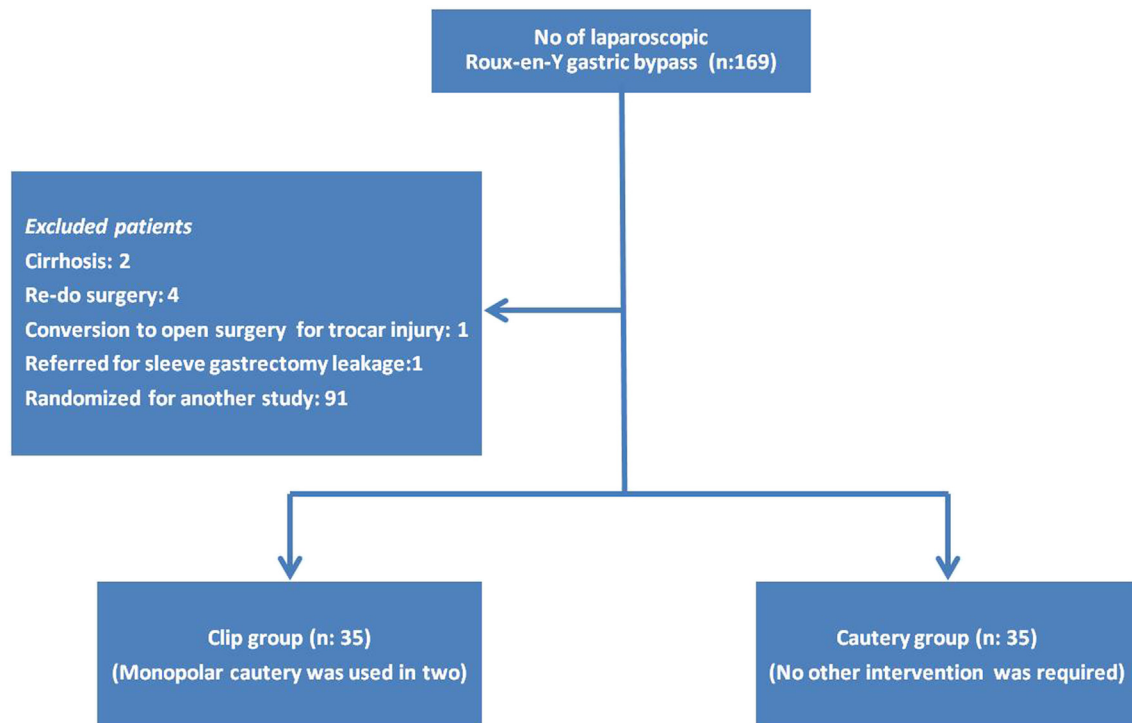 No of laparoscopic
Roux-en-Y gastric bypass (n:169)
Excluded patients
Cirrhosis: 2
Re-do surgery: 4
Conversion to open surgery for trocar injury: 1
Referred for sleeve gastrectomy leakage:1
Randomized for another study: 91
Clip group (n: 35)
(Monopolar cautery was used in two)
Cautery group (n: 35)
(No other intervention was required)